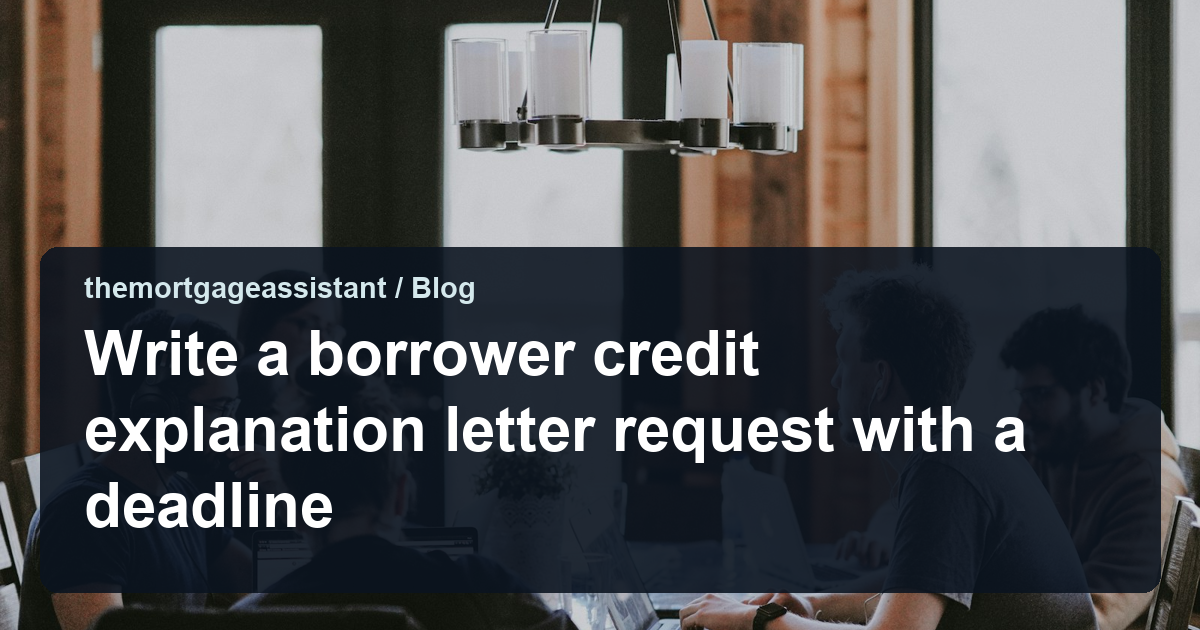 themortgageassistant / Blog
Write a borrower credit
explanation letter request with a
deadline